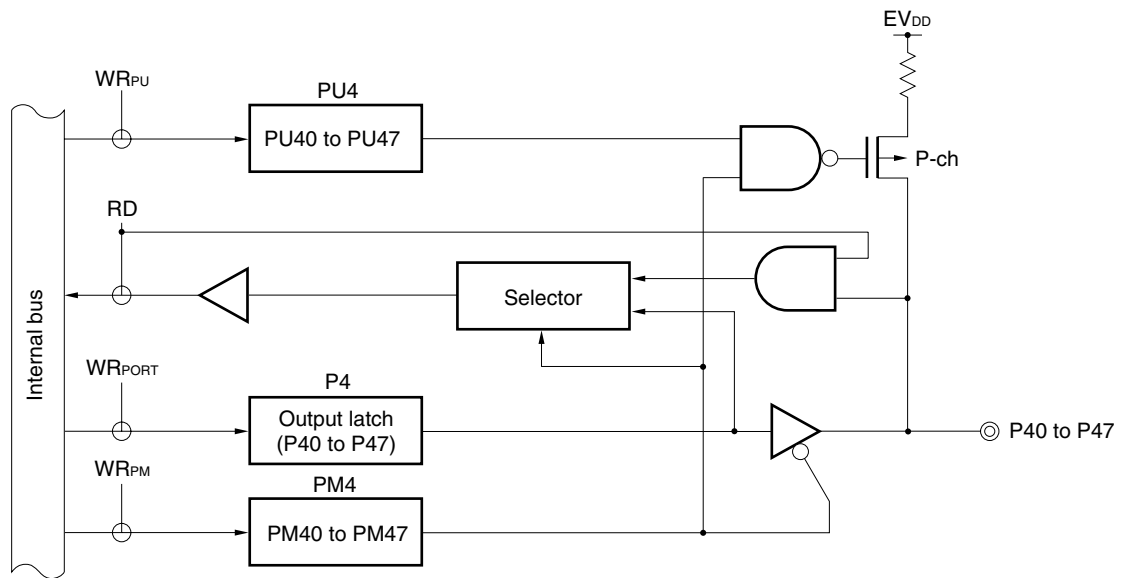 EVDD
WRPU
PU4
PU40 to PU47
P-ch
RD
Selector
Internal bus
WRPORT
P4
Output latch
(P40 to P47)
P40 to P47
WRPM
PM4
PM40 to PM47